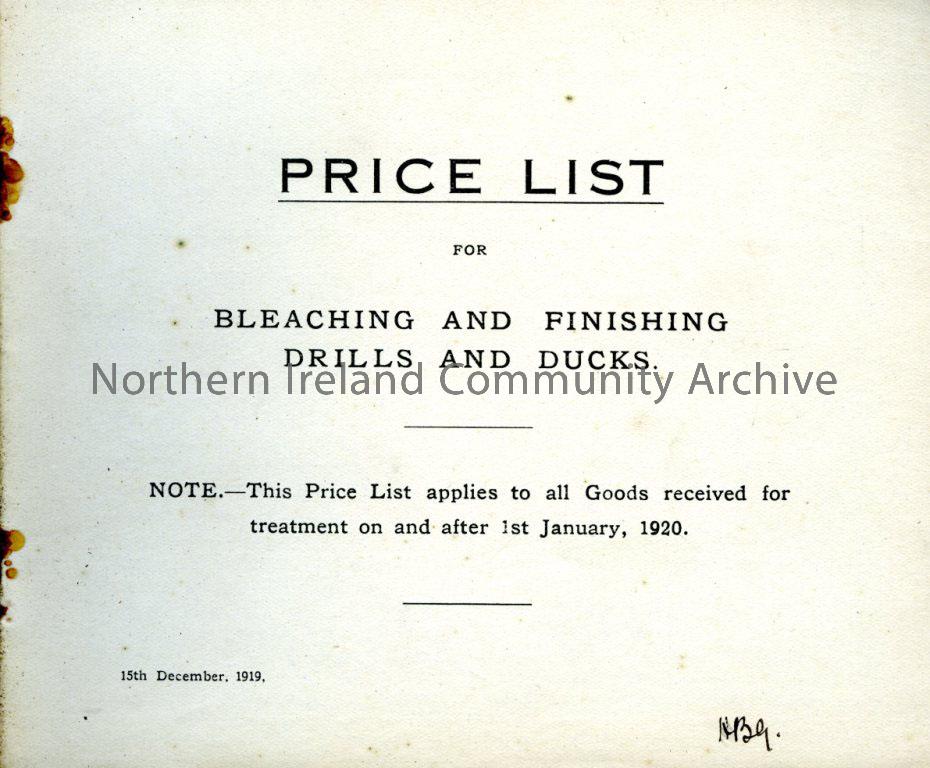 PRICE LIST
FOR
BLEACHING AND FINISHING
DRILLS AND DUCKS.
Northern Ireland Community Archive
NOTE.—This Price List applies to all Goods received for
treatment on and after 1st January, 1920.
15th December, 1919,